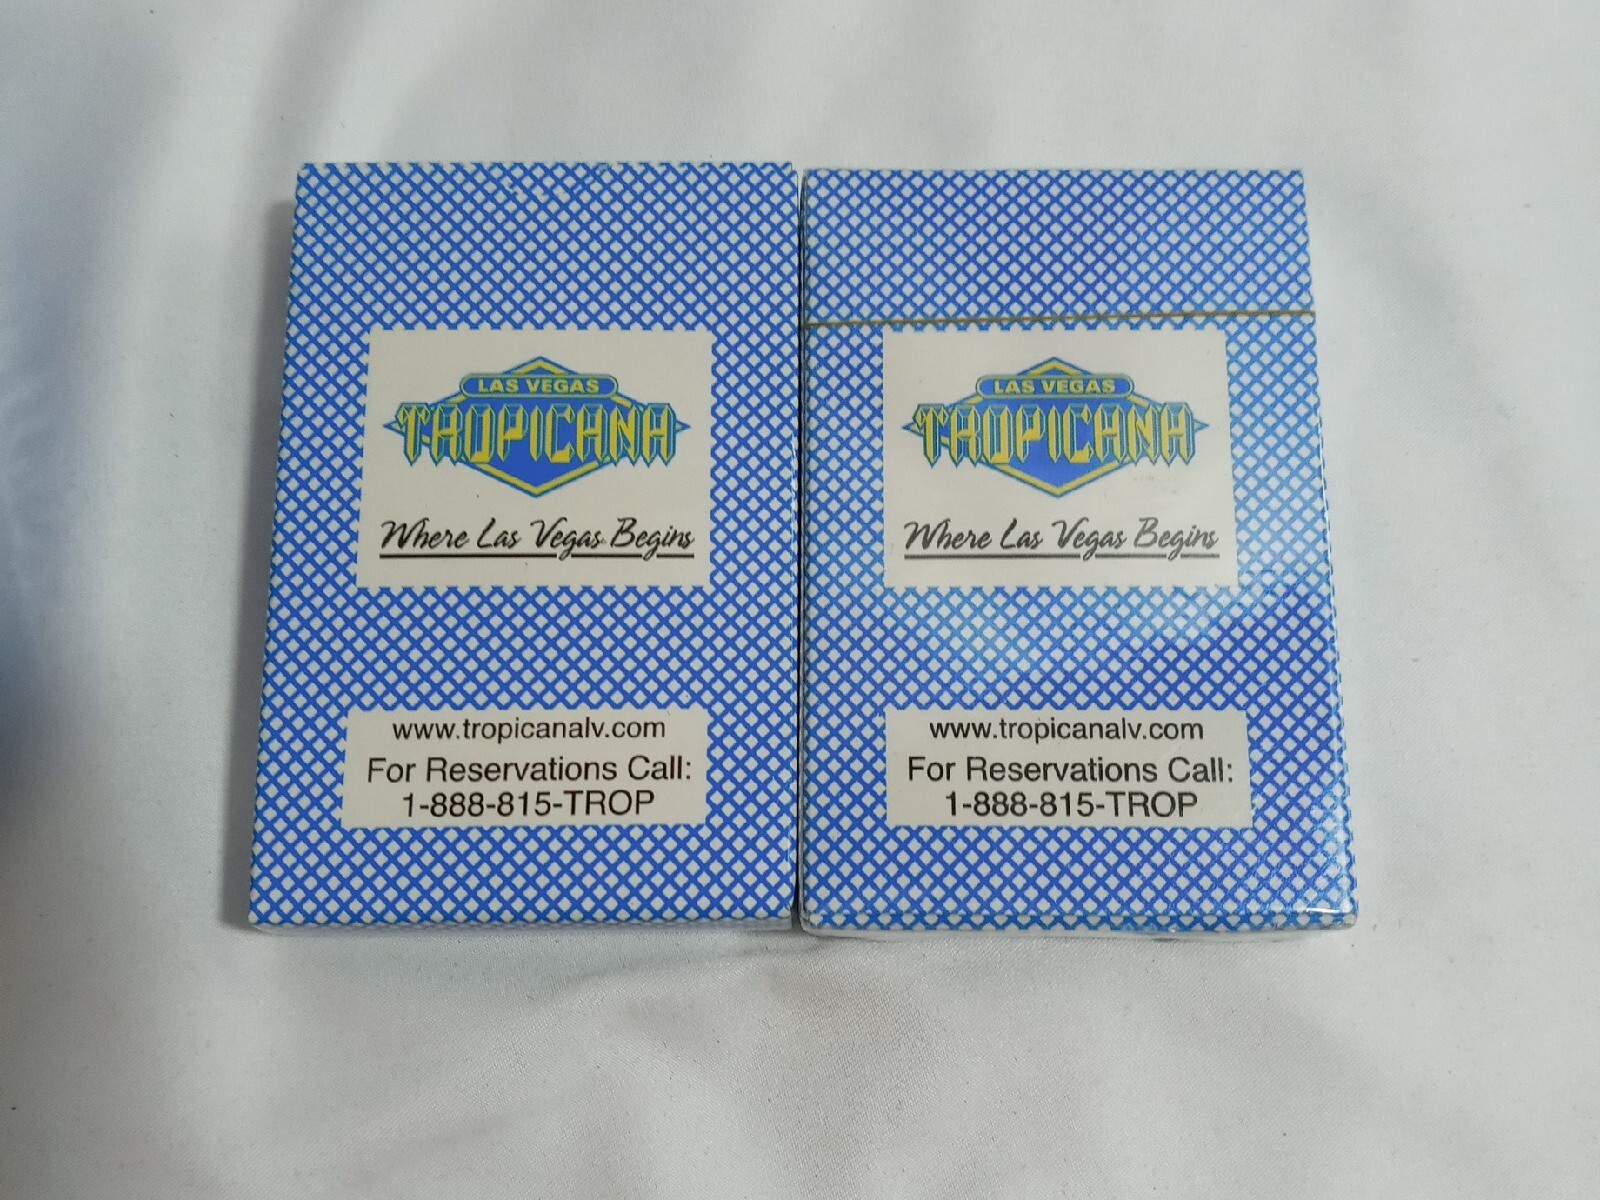 LAS VEGAS
TROPICANA
Where Las Vegas Begins
www.tropicanalv.com
For Reservations Call:
1-888-815-TROP
LAS VEGAS
TROPICANA
Where Las Vegas Begins
www.tropicanalv.com
For Reservations Call:
1-888-815-TROP